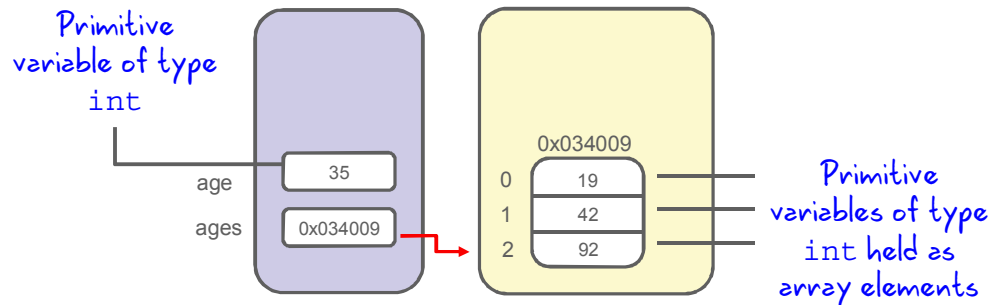 Primitive
variable of type
int
age
35
ages
0x034009
0x034009
0
19
1
42
2
92
Primitive
variables of type
int held as
array elements